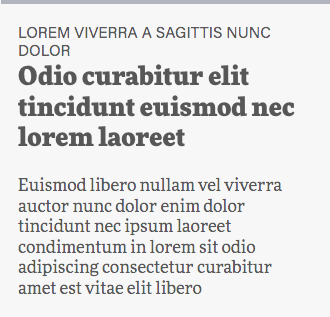 LOREM VIVERRA A SAGITTIS NUNC
DOLOR
Odio curabitur elit
tincidunt euismod nec
lorem laoreet
Euismod libero nullam vel viverra
auctor nunc dolor enim dolor
tincidunt nec ipsum laoreet
condimentum in lorem sit odio
adipiscing consectetur curabitur
amet est vitae elit libero